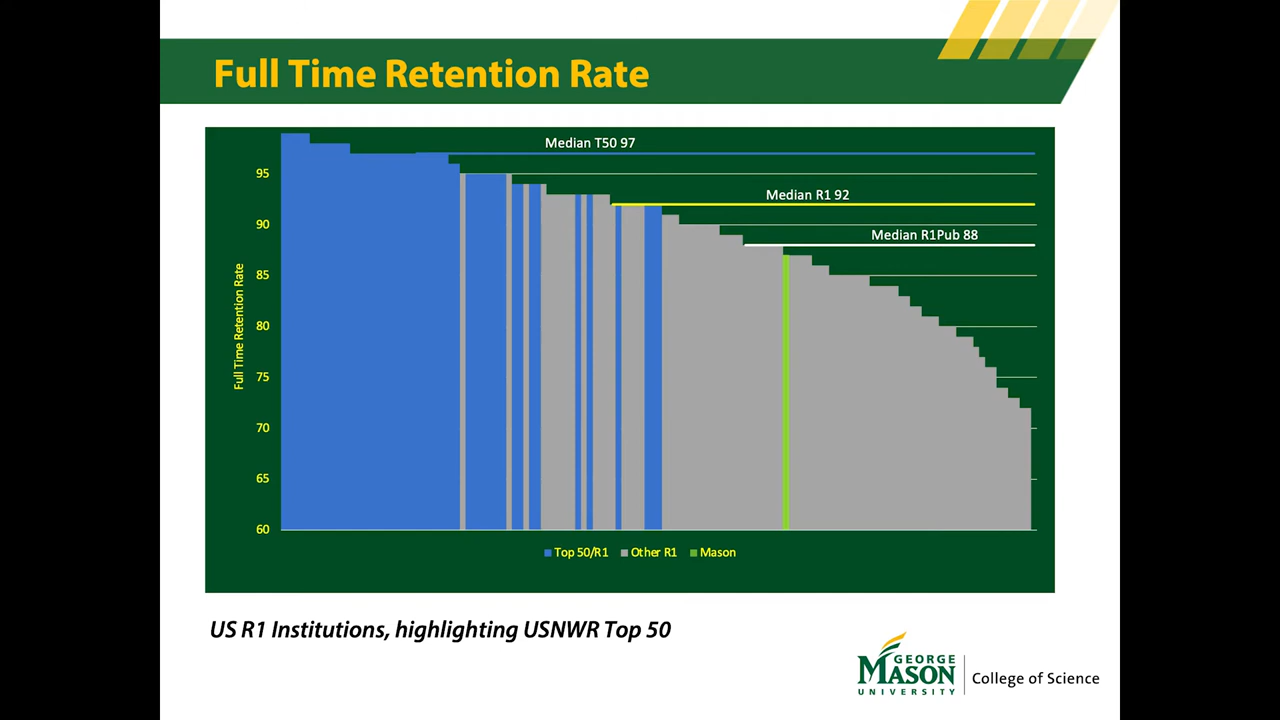 Full Time Retention Rate
Median T50 97
95
Median R1 92
90
Median R1Pub 88
85
80
75
70
65
60
Full Time Retention Rate
Top 50/R1 Other R1 Mason
US R1 Institutions, highlighting USNWR Top 50
GEORGE
MASON
UNIVERSITY
College of Science